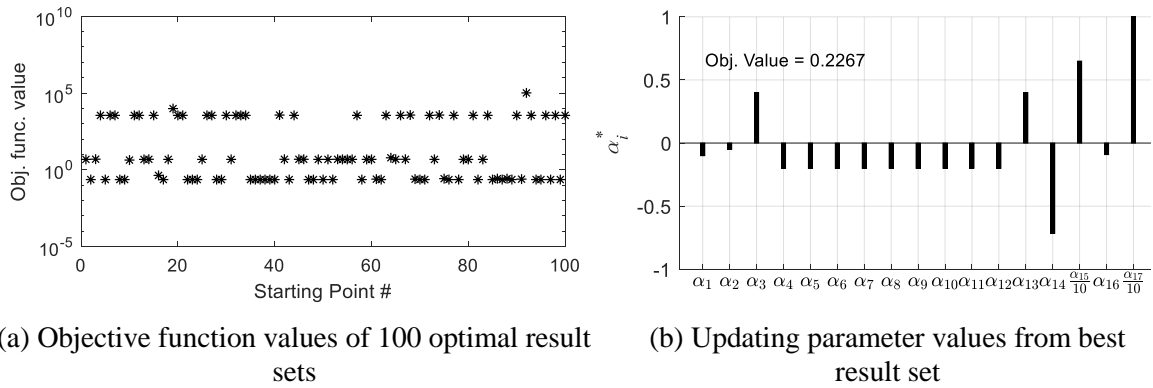 10^10
10^5
10^0
10^-5
Obj. func. value
0 20 40 60 80 100
Starting Point #
(a) Objective function values of 100 optimal result
sets
1
0.5
0
-0.5
-1
α_i^*
Obj. Value = 0.2267
α1 α2 α3 α4 α5 α6 α7 α8 α9 α10 α11 α12 α13 α14 α15/10 α16 α17/10
(b) Updating parameter values from best
result set